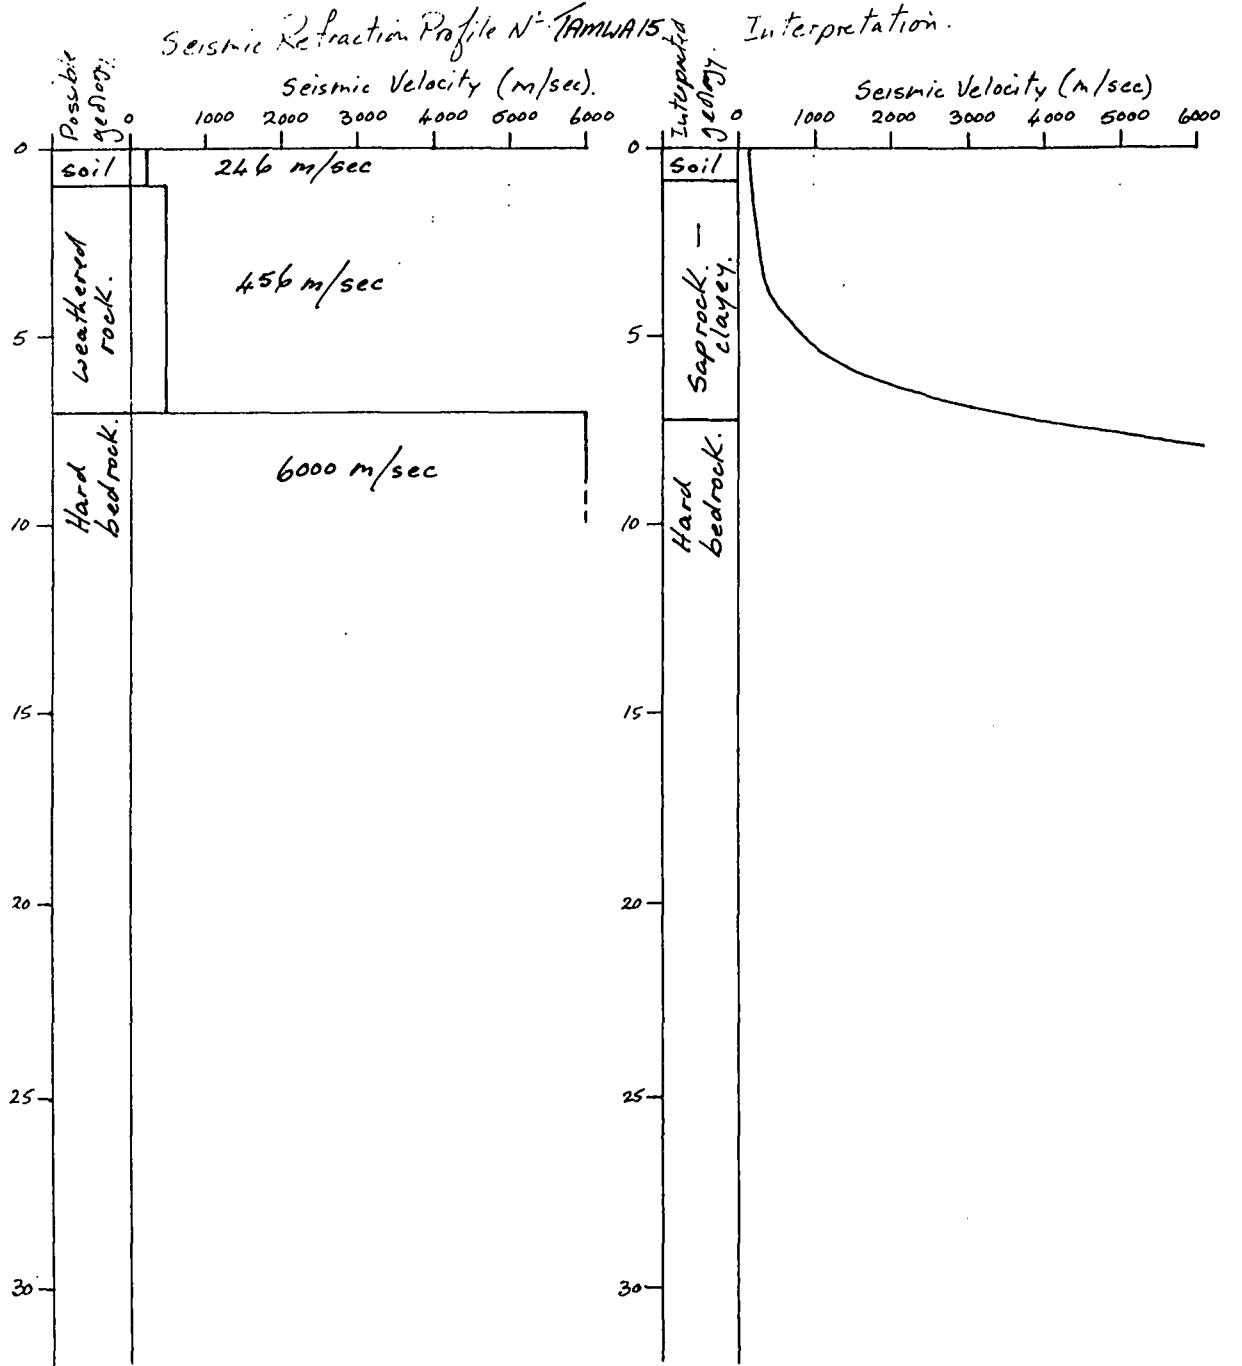 Seismic Refraction Profile Nº TAMWA15 Interpretation.
Possible geology.
Seismic Velocity (m/sec).
0 1000 2000 3000 4000 5000 6000
0
soil
246 m/sec
weathered rock.
456 m/sec
5
Hard bedrock.
6000 m/sec
10
15
20
25
30
Interpreted geology.
Seismic Velocity (m/sec)
0 1000 2000 3000 4000 5000 6000
0
soil
Saprock. — clayey.
5
Hard bedrock.
10
15
20
25
30